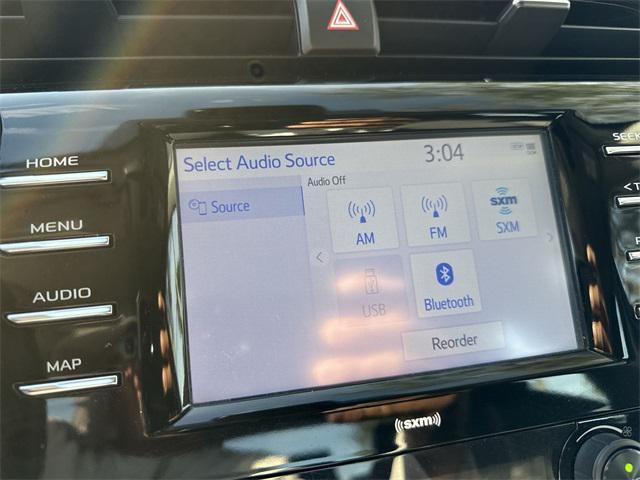 HOME
MENU
AUDIO
MAP
Select Audio Source
3:04
Source
Audio Off
AM
FM
sxm
SXM
USB
Bluetooth
Reorder
((sxm))
SEEK